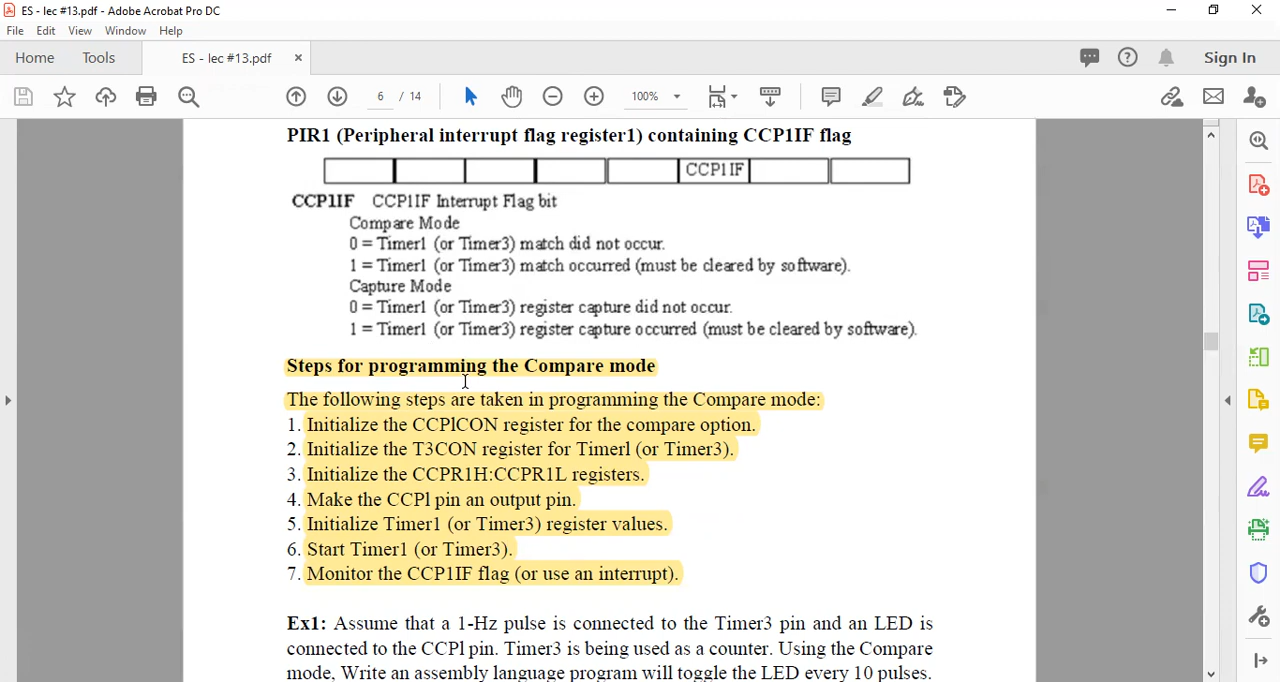 ES - lec #13.pdf - Adobe Acrobat Pro DC
File Edit View Window Help
Home Tools ES - lec #13.pdf × Sign In
6 / 14 100%
PIR1 (Peripheral interrupt flag register1) containing CCP1IF flag
CCP1IF
CCP1IF CCP1IF Interrupt Flag bit
Compare Mode
0 = Timer1 (or Timer3) match did not occur.
1 = Timer1 (or Timer3) match occurred (must be cleared by software).
Capture Mode
0 = Timer1 (or Timer3) register capture did not occur.
1 = Timer1 (or Timer3) register capture occurred (must be cleared by software).
Steps for programming the Compare mode
The following steps are taken in programming the Compare mode:
1. Initialize the CCPlCON register for the compare option.
2. Initialize the T3CON register for Timerl (or Timer3).
3. Initialize the CCPR1H:CCPR1L registers.
4. Make the CCPl pin an output pin.
5. Initialize Timer1 (or Timer3) register values.
6. Start Timer1 (or Timer3).
7. Monitor the CCP1IF flag (or use an interrupt).
Ex1: Assume that a 1-Hz pulse is connected to the Timer3 pin and an LED is
connected to the CCPl pin. Timer3 is being used as a counter. Using the Compare
mode, Write an assembly language program will toggle the LED every 10 pulses.